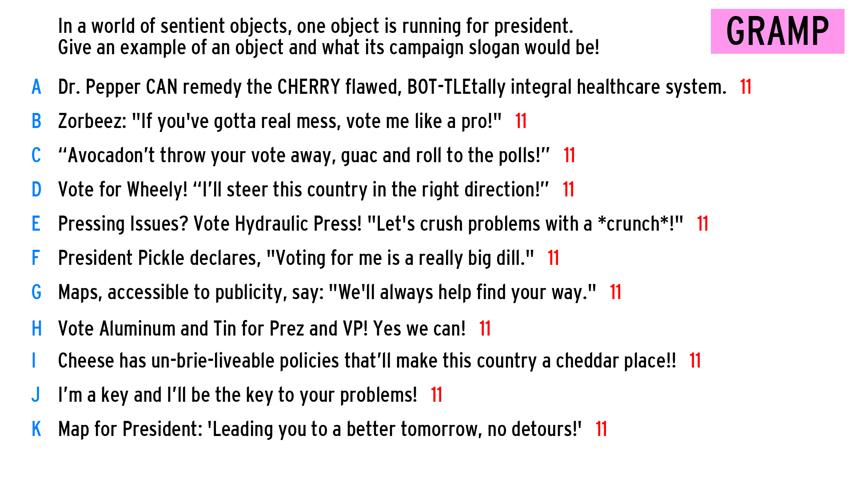 In a world of sentient objects, one object is running for president.
Give an example of an object and what its campaign slogan would be!
GRAMP
A Dr. Pepper CAN remedy the CHERRY flawed, BOT-TLEtally integral healthcare system. 11
B Zorbeez: "If you've gotta real mess, vote me like a pro!" 11
C “Avocadon’t throw your vote away, guac and roll to the polls!” 11
D Vote for Wheely! “I’ll steer this country in the right direction!” 11
E Pressing Issues? Vote Hydraulic Press! "Let's crush problems with a *crunch*!" 11
F President Pickle declares, "Voting for me is a really big dill." 11
G Maps, accessible to publicity, say: "We'll always help find your way." 11
H Vote Aluminum and Tin for Prez and VP! Yes we can! 11
I Cheese has un-brie-liveable policies that’ll make this country a cheddar place!! 11
J I’m a key and I’ll be the key to your problems! 11
K Map for President: 'Leading you to a better tomorrow, no detours!' 11